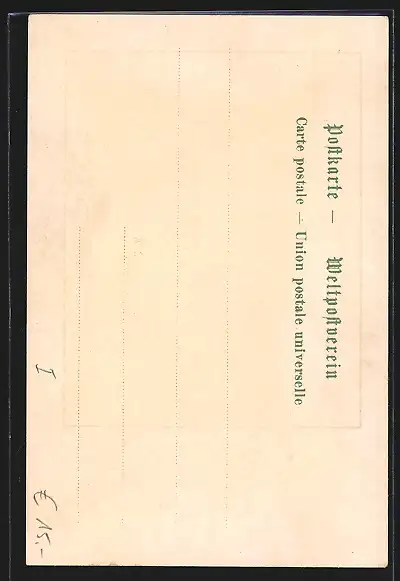 Postkarte — Weltpostverein
Carte postale — Union postale universelle
I
€ 15,-